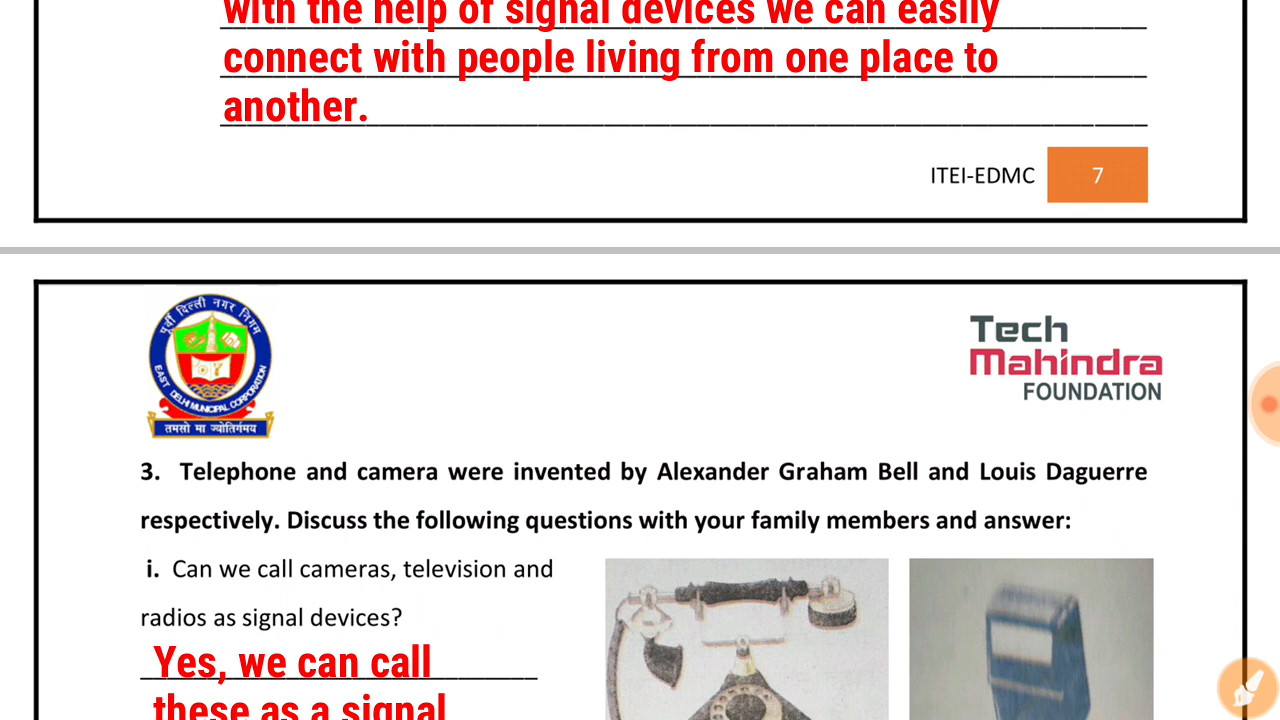 with the help of signal devices we can easily
connect with people living from one place to
another.
ITEI-EDMC 7
पूर्वी दिल्ली नगर निगम
EAST DELHI MUNICIPAL CORPORATION
तमसो मा ज्योतिर्गमय
Tech
Mahindra
FOUNDATION
3. Telephone and camera were invented by Alexander Graham Bell and Louis Daguerre
respectively. Discuss the following questions with your family members and answer:
i. Can we call cameras, television and
radios as signal devices?
Yes, we can call
these as a signal